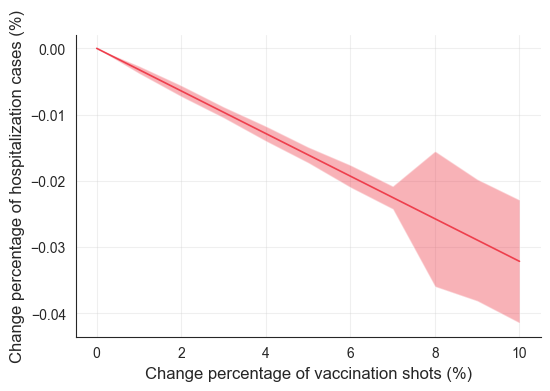 Change percentage of hospitalization cases (%)
0.00
−0.01
−0.02
−0.03
−0.04
0 2 4 6 8 10
Change percentage of vaccination shots (%)